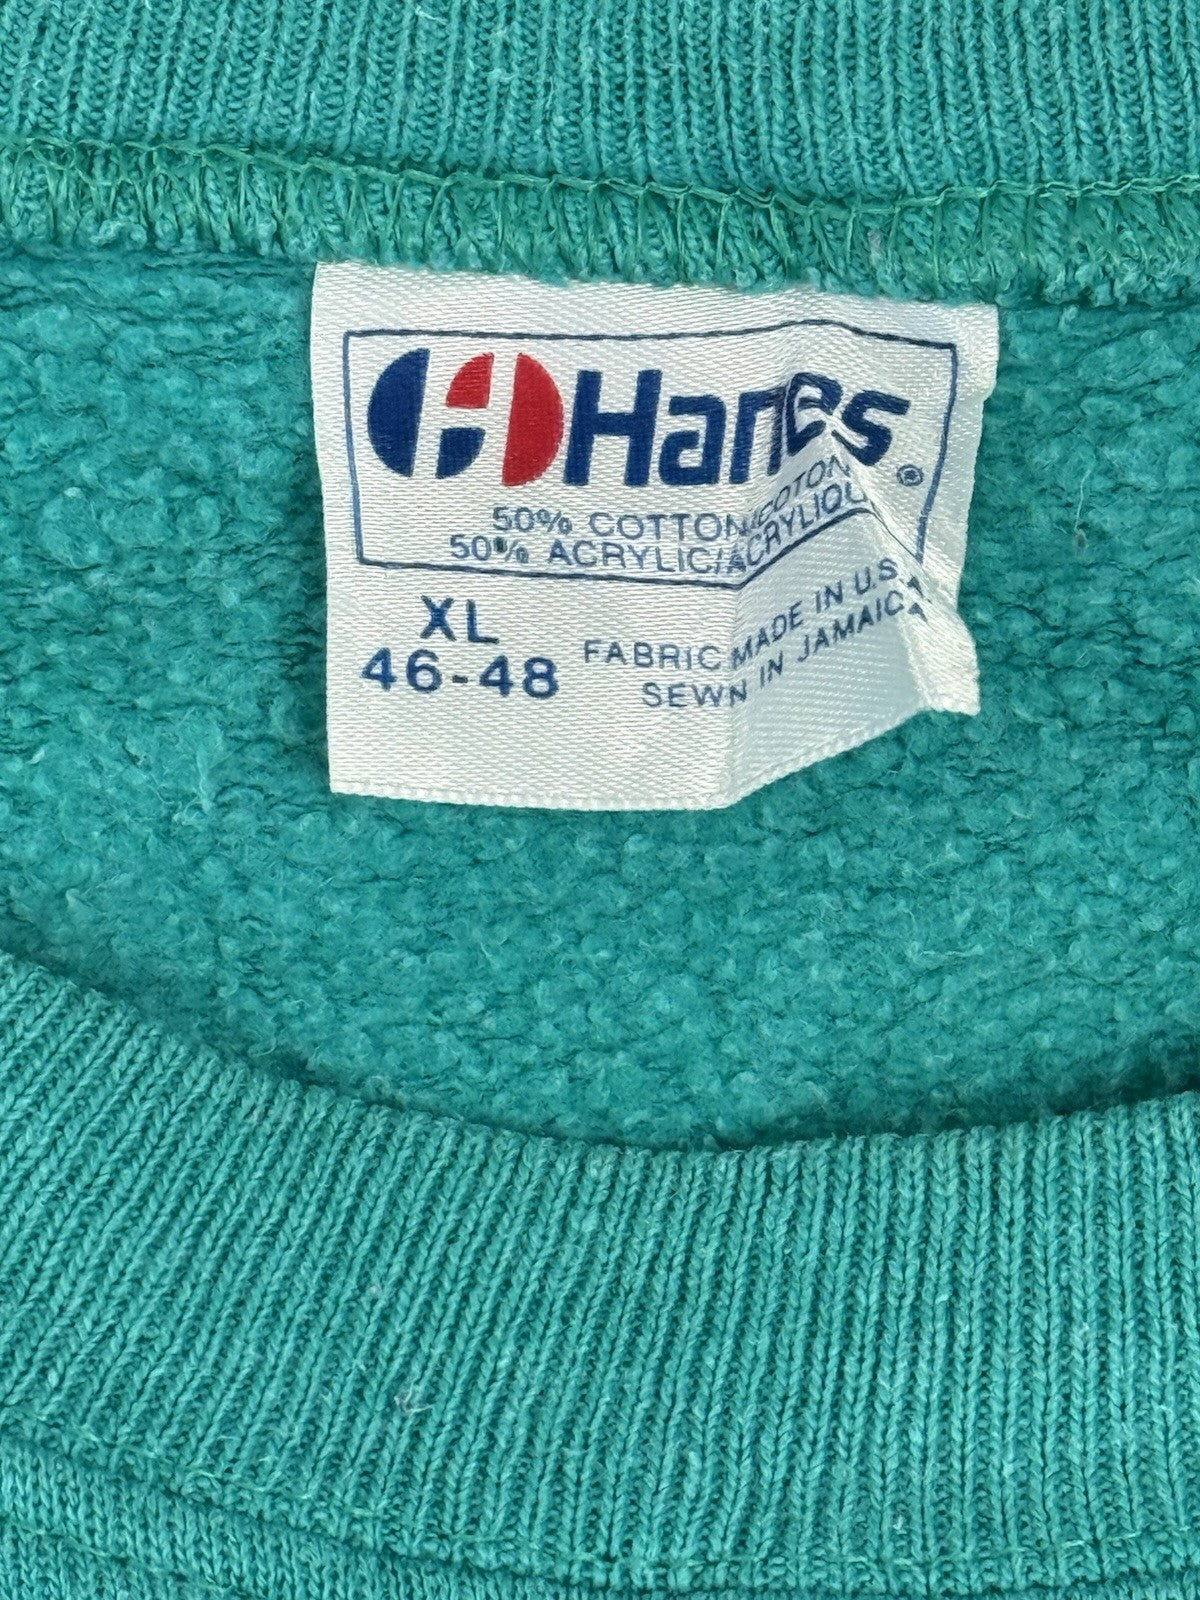 Hanes®
50% COTTON/COTON
50% ACRYLIC/ACRYLIQUE
XL
46-48
FABRIC MADE IN U.S.A.
SEWN IN JAMAICA